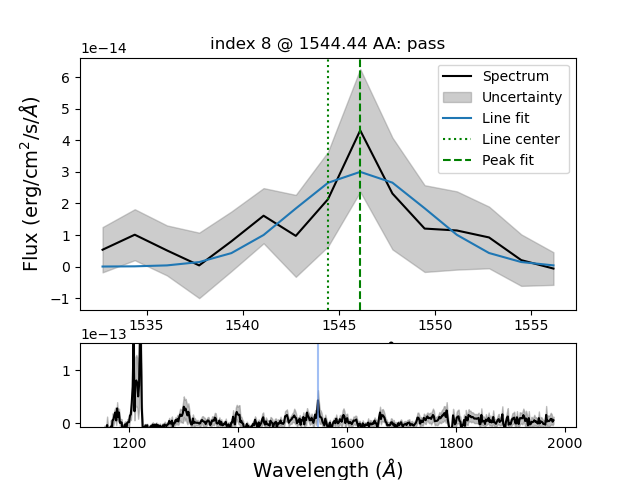 index 8 @ 1544.44 AA: pass
1e−14
6
5
4
3
2
1
0
−1
Flux (erg/cm²/s/Å)
Spectrum
Uncertainty
Line fit
Line center
Peak fit
1535 1540 1545 1550 1555
1e−13
1
0
1200 1400 1600 1800 2000
Wavelength (Å)